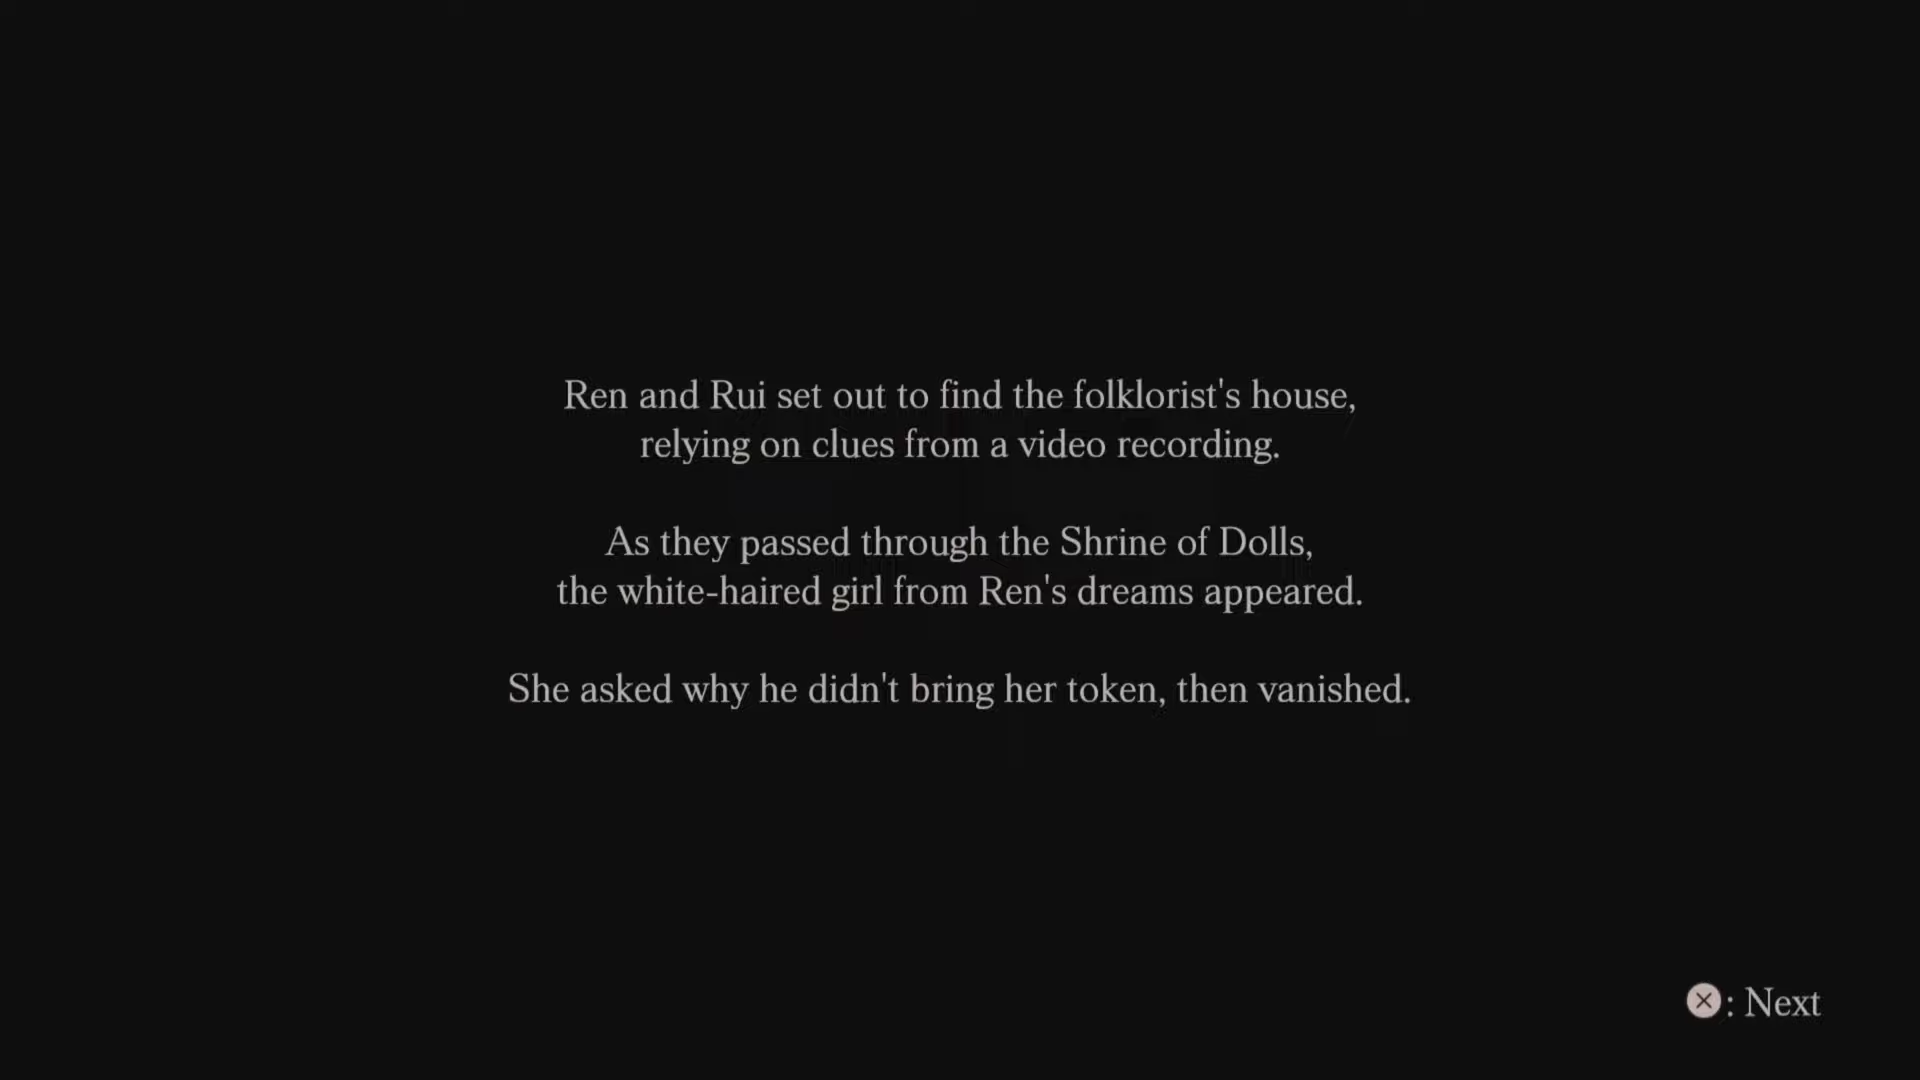 Ren and Rui set out to find the folklorist's house,
relying on clues from a video recording.
As they passed through the Shrine of Dolls,
the white-haired girl from Ren's dreams appeared.
She asked why he didn't bring her token, then vanished.
: Next